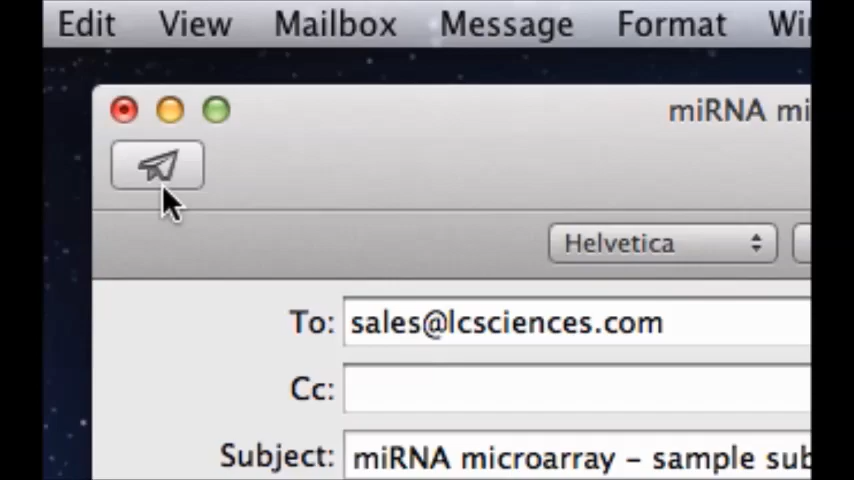 Edit View Mailbox Message Format
miRNA
Helvetica
To: sales@lcsciences.com
Cc:
Subject: miRNA microarray – sample